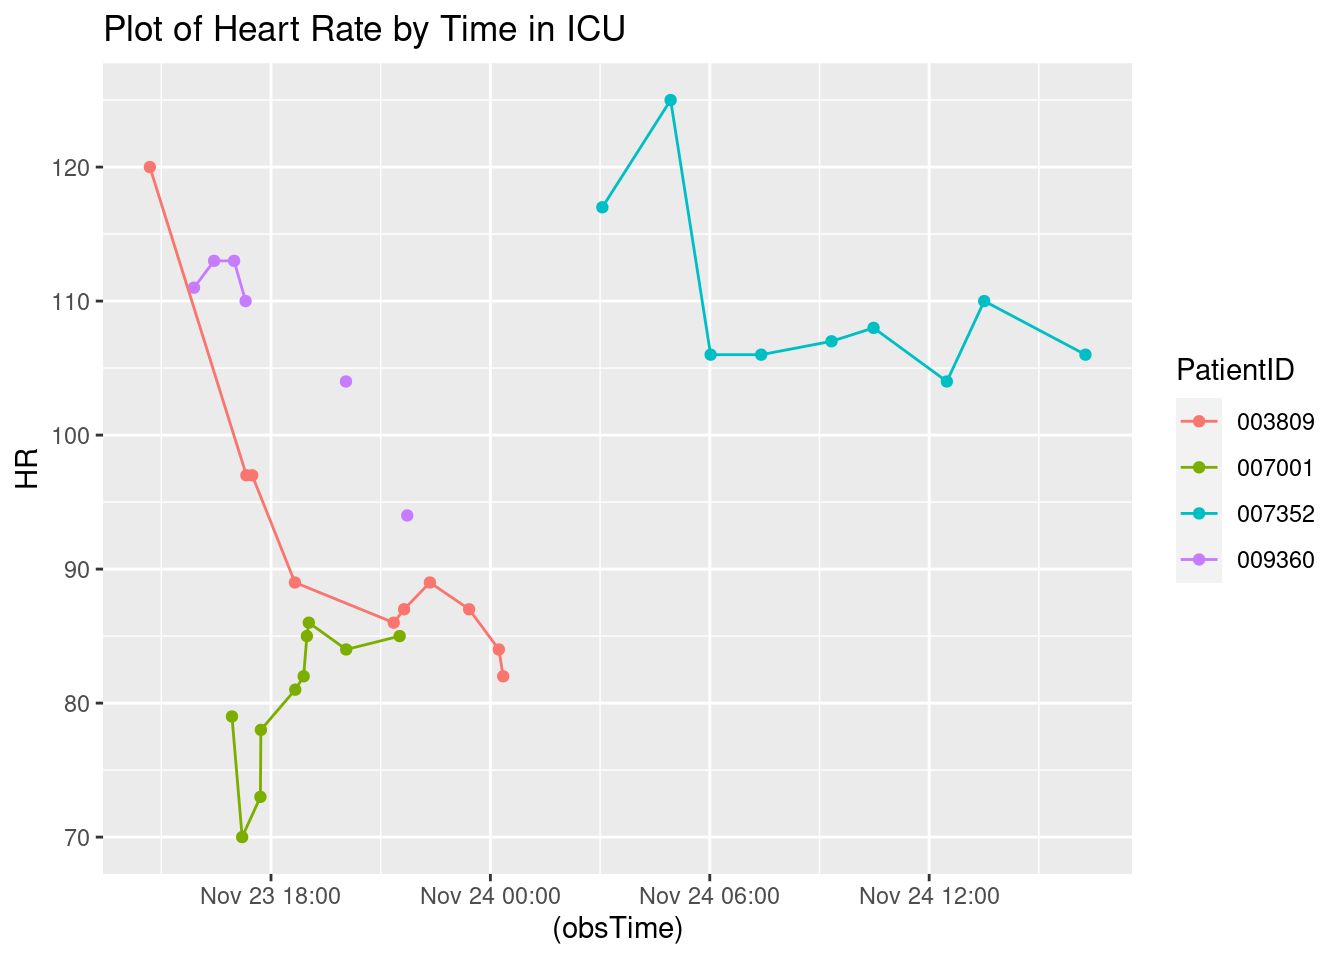 Plot of Heart Rate by Time in ICU
120
110
100
90
80
70
HR
Nov 23 18:00
Nov 24 00:00
Nov 24 06:00
Nov 24 12:00
(obsTime)
PatientID
003809
007001
007352
009360